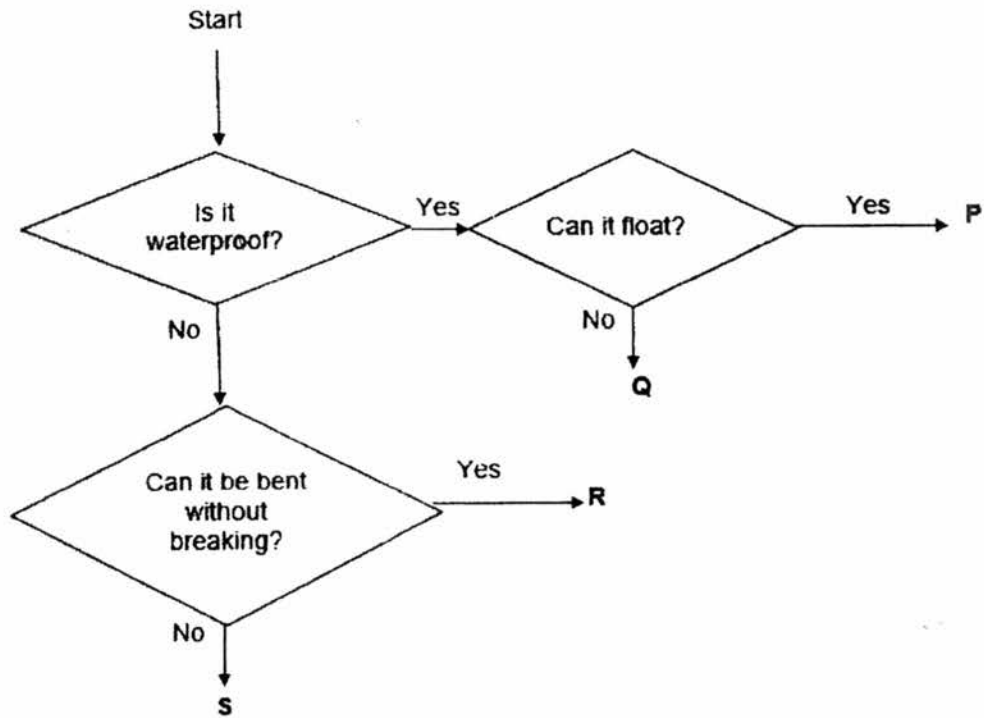 Start
Is it
waterproof?
Yes
Can it float?
Yes
P
No
No
Q
Can it be bent
without
breaking?
Yes
R
No
S